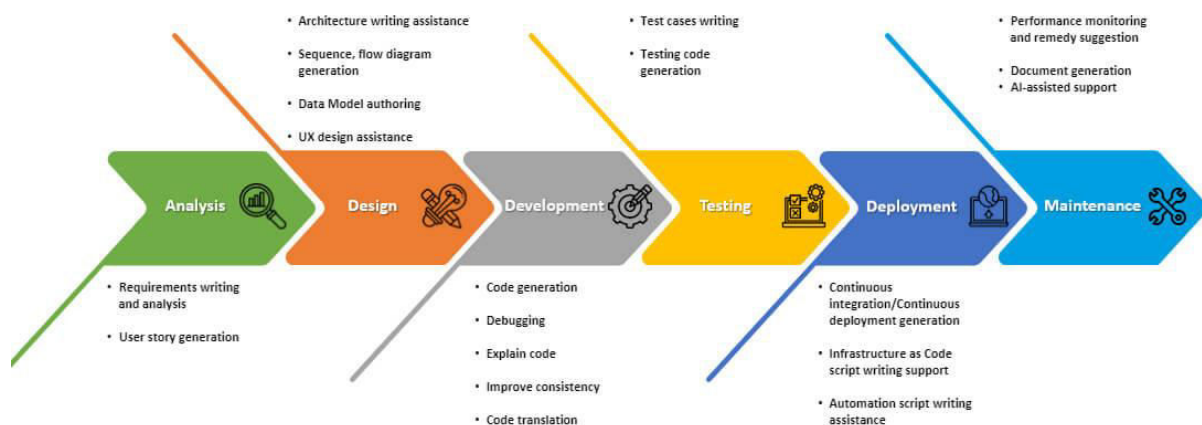 • Architecture writing assistance
• Sequence, flow diagram
generation
• Data Model authoring
• UX design assistance
• Test cases writing
• Testing code
generation
• Performance monitoring
and remedy suggestion
• Document generation
• AI-assisted support
Analysis
Design
Development
Testing
Deployment
Maintenance
• Requirements writing
and analysis
• User story generation
• Code generation
• Debugging
• Explain code
• Improve consistency
• Code translation
• Continuous
integration/Continuous
deployment generation
• Infrastructure as Code
script writing support
• Automation script writing
assistance